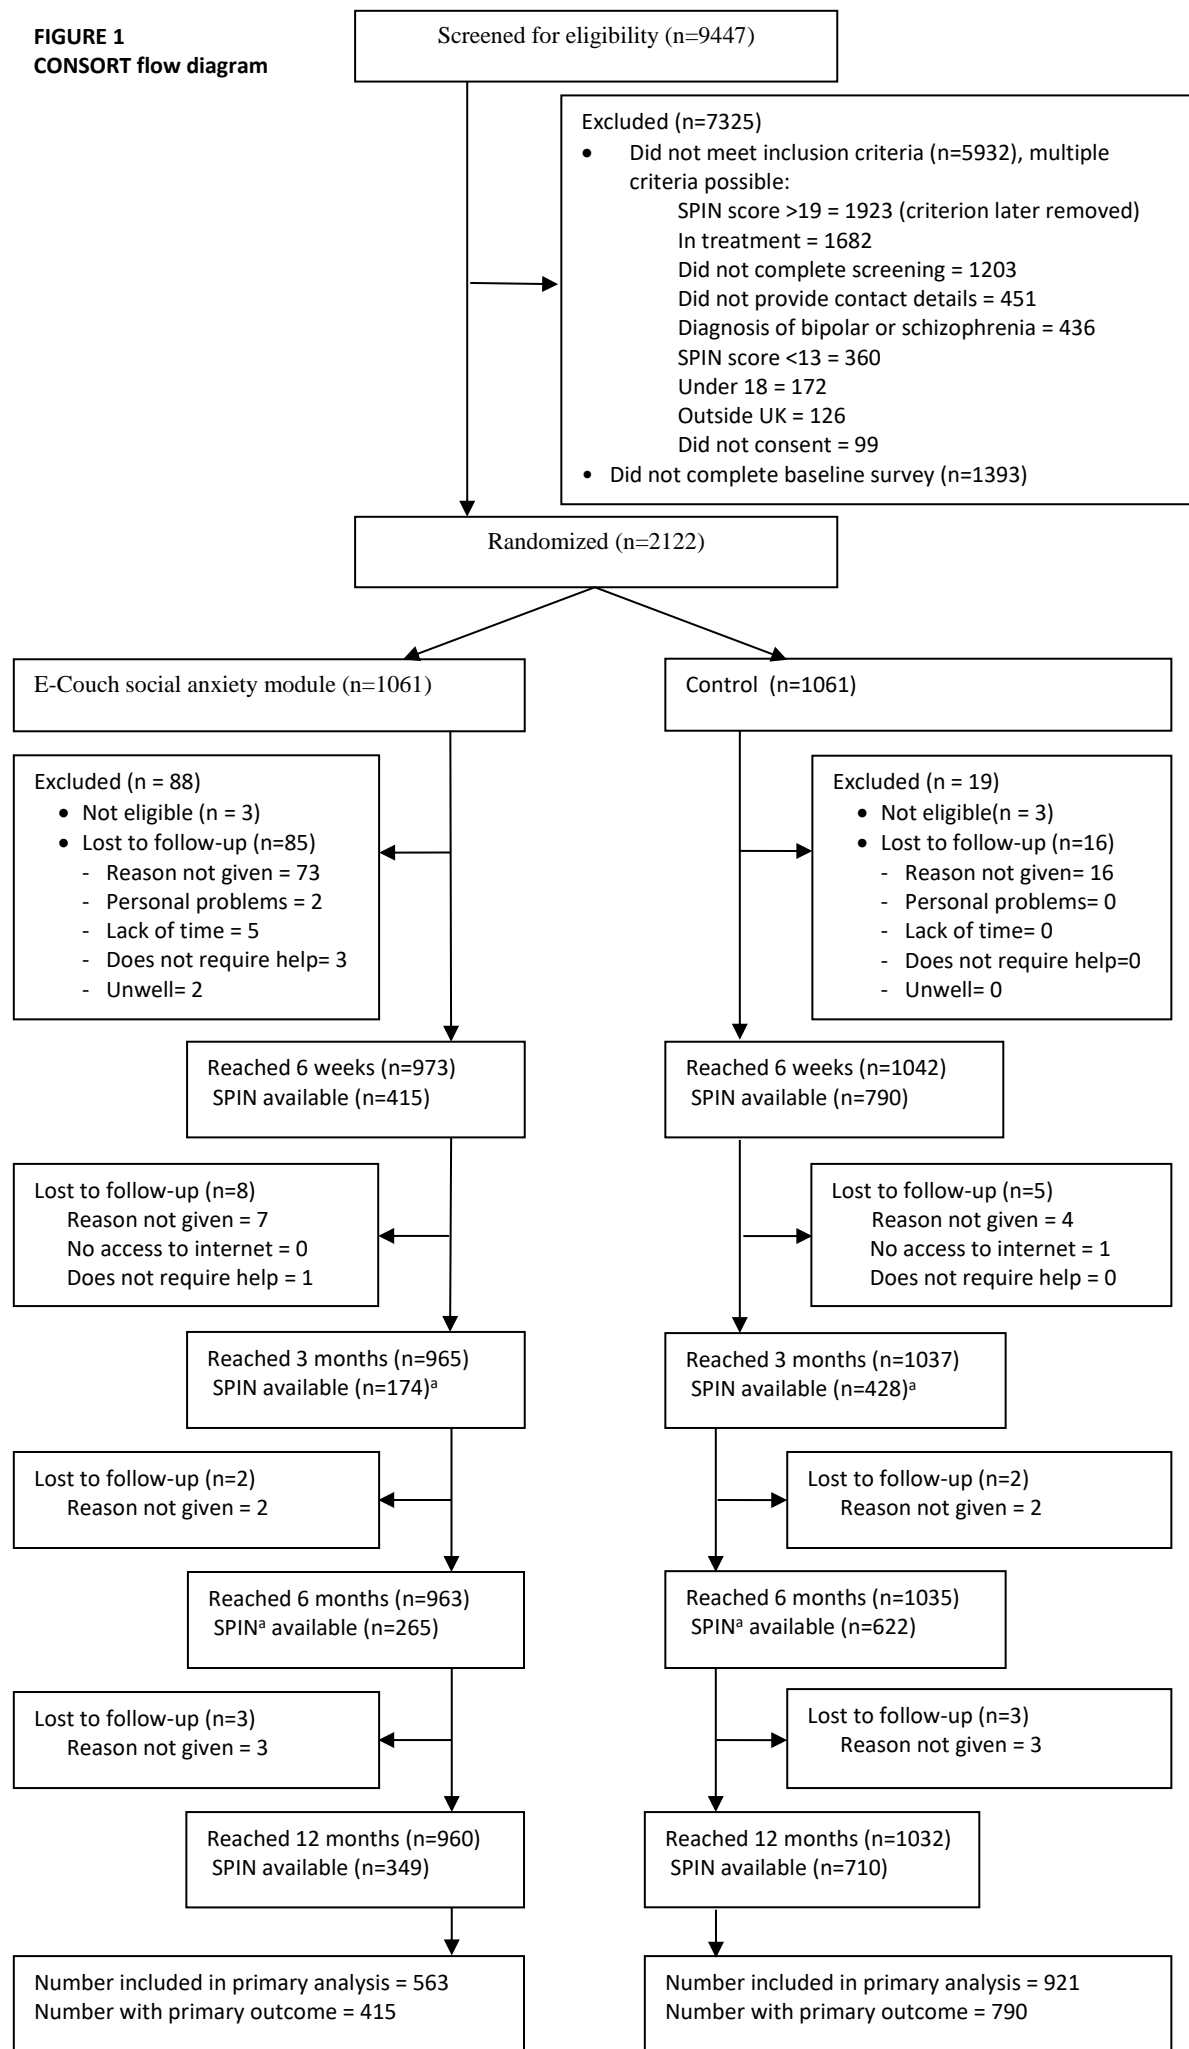 FIGURE 1
CONSORT flow diagram
Screened for eligibility (n=9447)
Excluded (n=7325)
• Did not meet inclusion criteria (n=5932), multiple
criteria possible:
SPIN score >19 = 1923 (criterion later removed)
In treatment = 1682
Did not complete screening = 1203
Did not provide contact details = 451
Diagnosis of bipolar or schizophrenia = 436
SPIN score <13 = 360
Under 18 = 172
Outside UK = 126
Did not consent = 99
• Did not complete baseline survey (n=1393)
Randomized (n=2122)
E-Couch social anxiety module (n=1061)
Control (n=1061)
Excluded (n = 88)
• Not eligible (n = 3)
• Lost to follow-up (n=85)
- Reason not given = 73
- Personal problems = 2
- Lack of time = 5
- Does not require help= 3
- Unwell= 2
Excluded (n = 19)
• Not eligible(n = 3)
• Lost to follow-up (n=16)
- Reason not given= 16
- Personal problems= 0
- Lack of time= 0
- Does not require help=0
- Unwell= 0
Reached 6 weeks (n=973)
SPIN available (n=415)
Reached 6 weeks (n=1042)
SPIN available (n=790)
Lost to follow-up (n=8)
Reason not given = 7
No access to internet = 0
Does not require help = 1
Lost to follow-up (n=5)
Reason not given = 4
No access to internet = 1
Does not require help = 0
Reached 3 months (n=965)
SPIN available (n=174)ᵃ
Reached 3 months (n=1037)
SPIN available (n=428)ᵃ
Lost to follow-up (n=2)
Reason not given = 2
Lost to follow-up (n=2)
Reason not given = 2
Reached 6 months (n=963)
SPINᵃ available (n=265)
Reached 6 months (n=1035)
SPINᵃ available (n=622)
Lost to follow-up (n=3)
Reason not given = 3
Lost to follow-up (n=3)
Reason not given = 3
Reached 12 months (n=960)
SPIN available (n=349)
Reached 12 months (n=1032)
SPIN available (n=710)
Number included in primary analysis = 563
Number with primary outcome = 415
Number included in primary analysis = 921
Number with primary outcome = 790